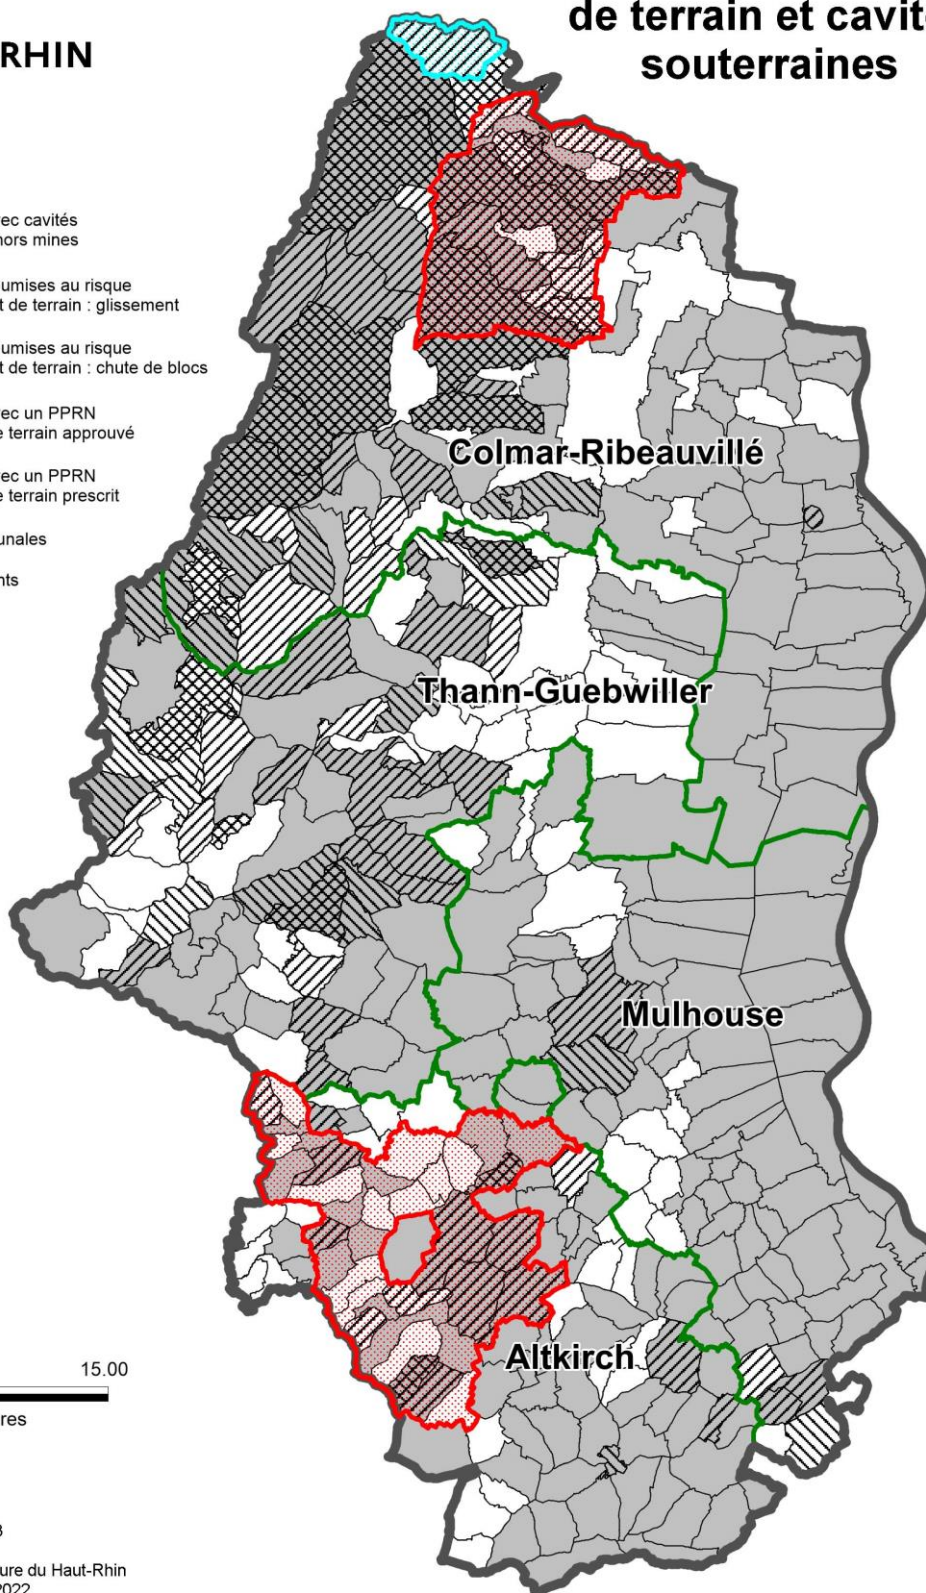 RHIN
de terrain et cavit
souterraines
ec cavités
hors mines
umises au risque
t de terrain : glissement
umises au risque
t de terrain : chute de blocs
ec un PPRN
e terrain approuvé
ec un PPRN
e terrain prescrit
unales
nts
Colmar-Ribeauvillé
Thann-Guebwiller
Mulhouse
Altkirch
15.00
res
ure du Haut-Rhin
2022